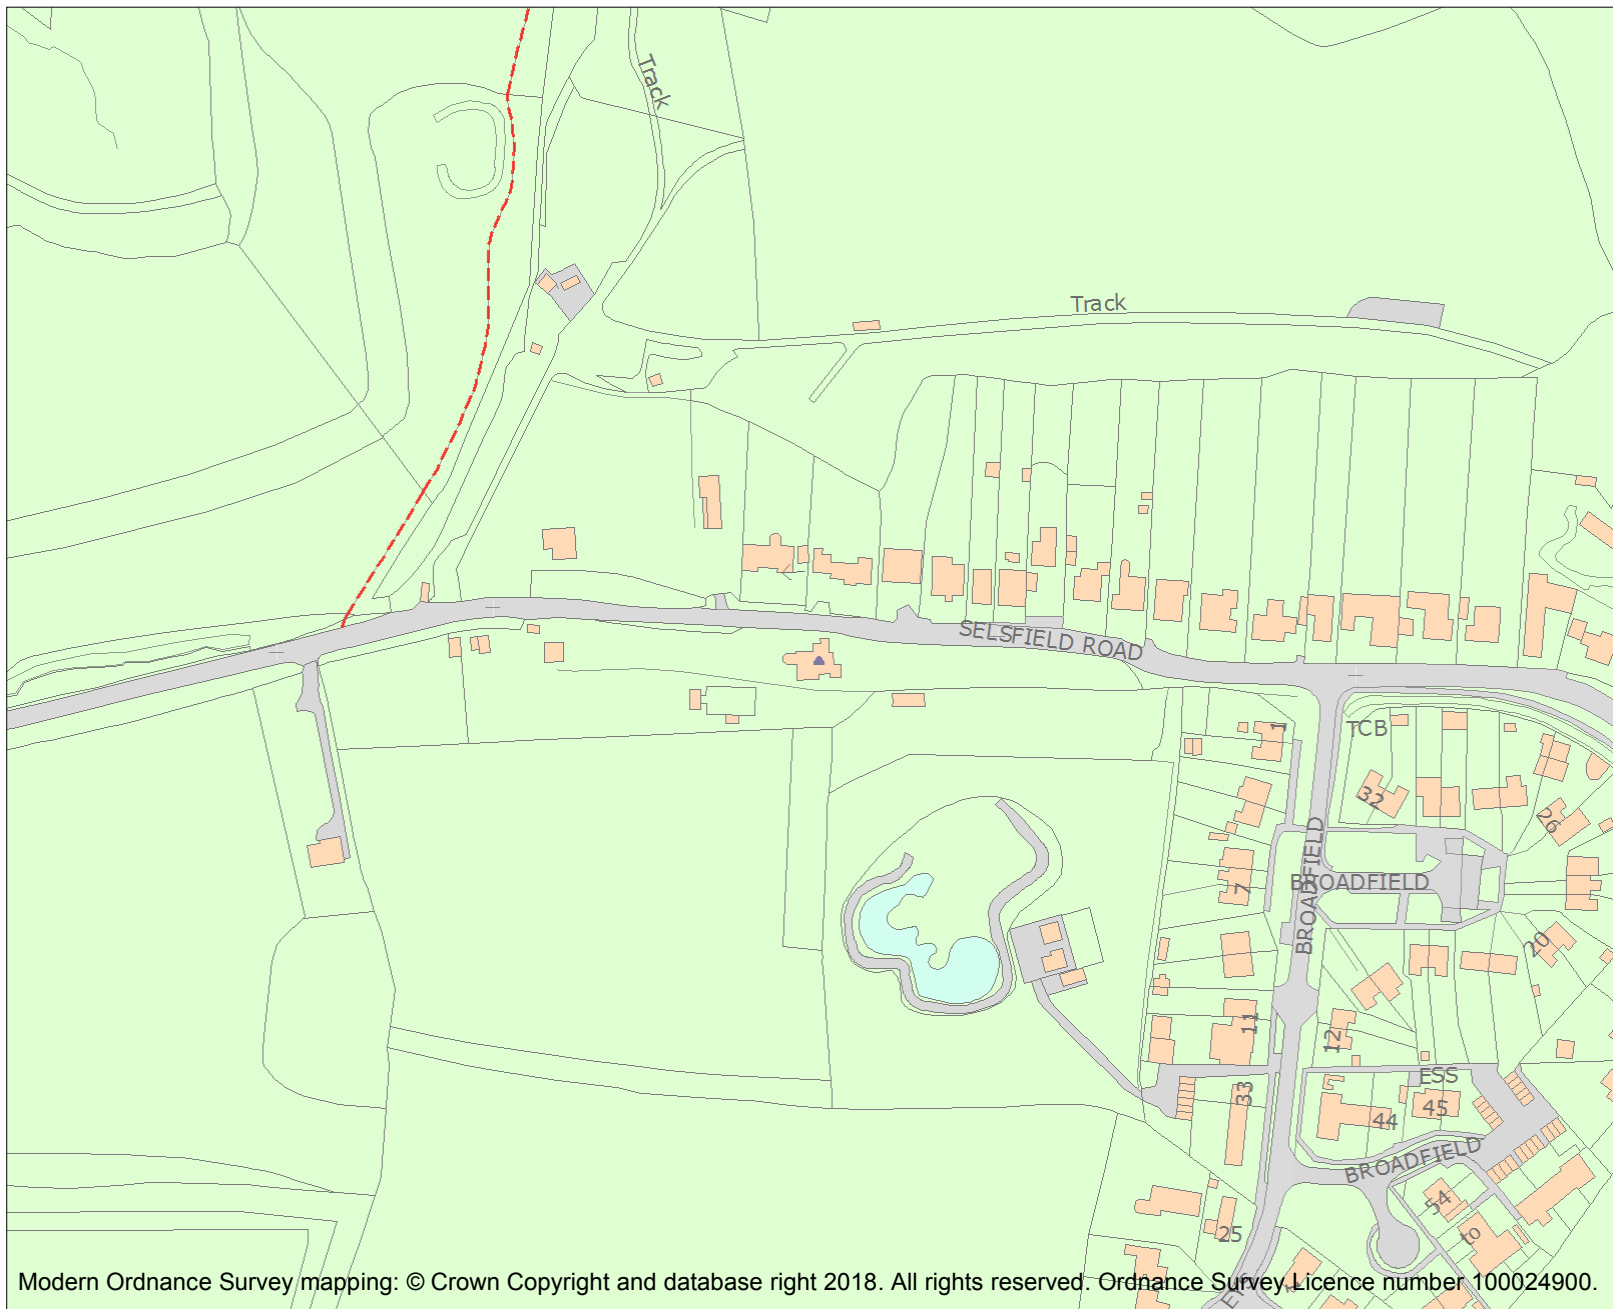 Track
Track
SELSFIELD ROAD
1
TCB
32
26
BROADFIELD
BROADFIELD
7
20
11
12
ESS
33
45
44
BROADFIELD
54
25
to
Modern Ordnance Survey mapping: © Crown Copyright and database right 2018. All rights reserved. Ordnance Survey Licence number 100024900.